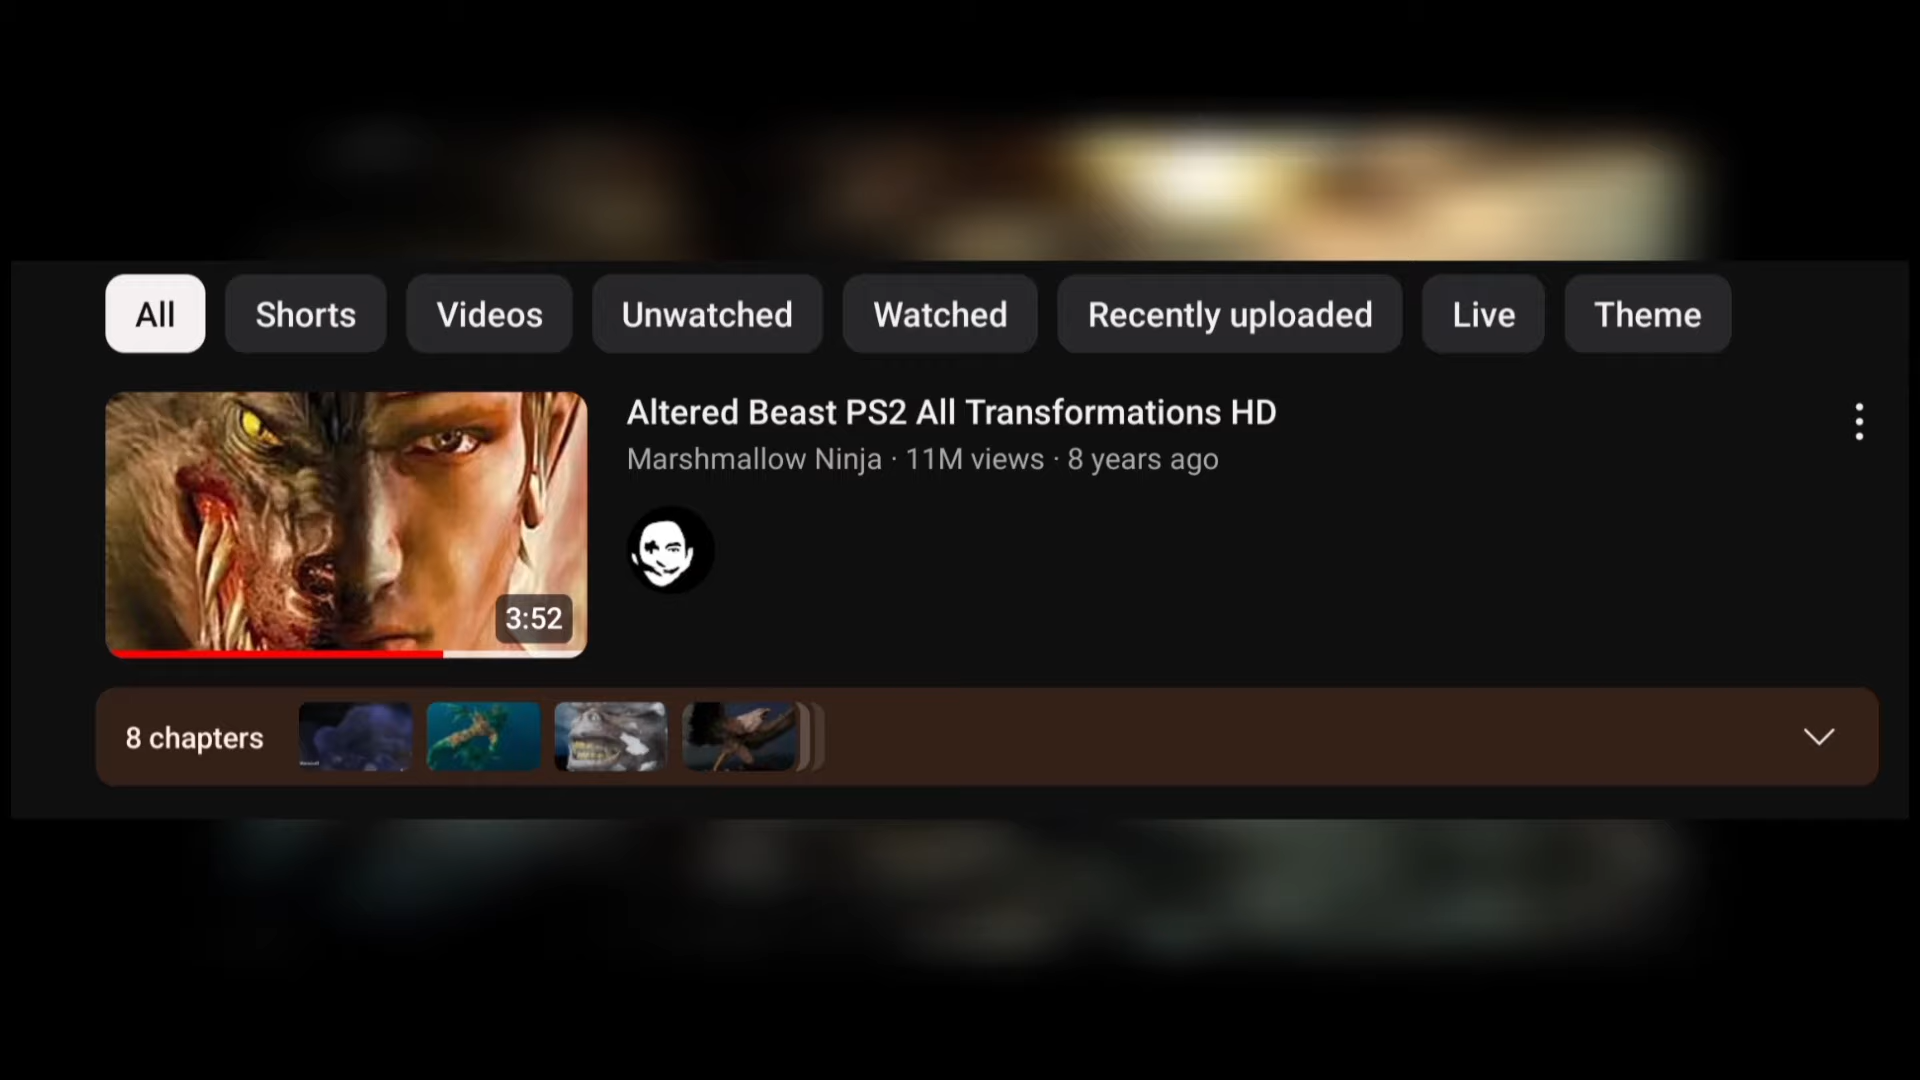 All Shorts Videos Unwatched Watched Recently uploaded Live Theme
Altered Beast PS2 All Transformations HD
Marshmallow Ninja · 11M views · 8 years ago
3:52
8 chapters